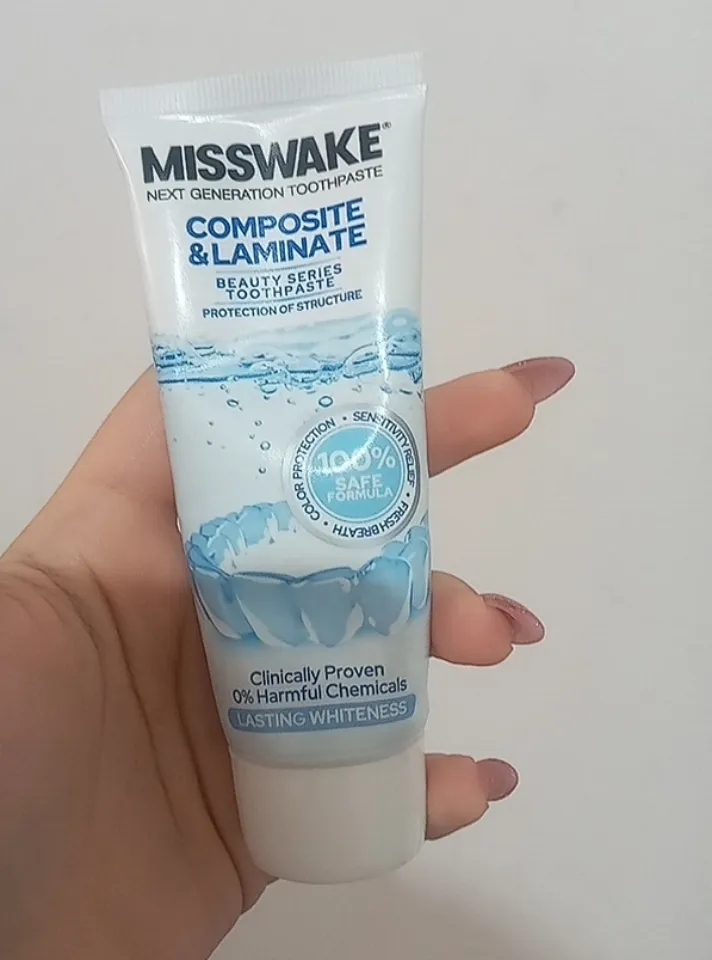 MISSWAKE®
NEXT GENERATION TOOTHPASTE
COMPOSITE
&LAMINATE
BEAUTY SERIES
TOOTHPASTE
PROTECTION OF STRUCTURE
COLOR PROTECTION • SENSITIVITY RELIEF • FRESH BREATH •
100%
SAFE
FORMULA
Clinically Proven
0% Harmful Chemicals
LASTING WHITENESS